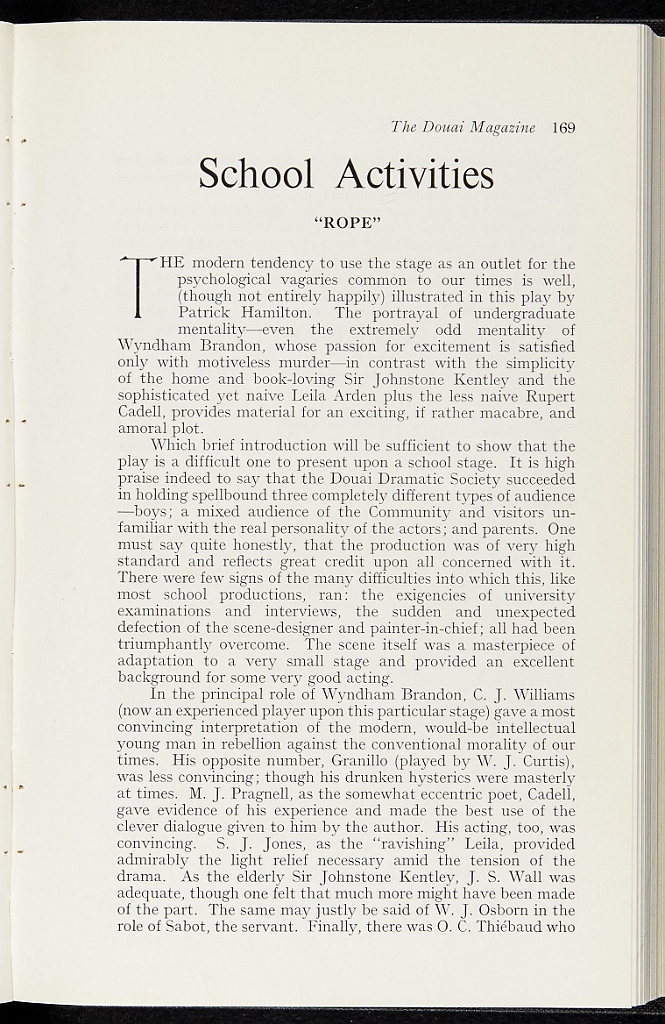 The Douai Magazine 169
School Activities
“ROPE”
THE modern tendency to use the stage as an outlet for the
psychological vagaries common to our times is well,
(though not entirely happily) illustrated in this play by
Patrick Hamilton. The portrayal of undergraduate
mentality—even the extremely odd mentality of
Wyndham Brandon, whose passion for excitement is satisfied
only with motiveless murder—in contrast with the simplicity
of the home and book-loving Sir Johnstone Kentley and the
sophisticated yet naive Leila Arden plus the less naive Rupert
Cadell, provides material for an exciting, if rather macabre, and
amoral plot.
Which brief introduction will be sufficient to show that the
play is a difficult one to present upon a school stage. It is high
praise indeed to say that the Douai Dramatic Society succeeded
in holding spellbound three completely different types of audience
—boys; a mixed audience of the Community and visitors un-
familiar with the real personality of the actors; and parents. One
must say quite honestly, that the production was of very high
standard and reflects great credit upon all concerned with it.
There were few signs of the many difficulties into which this, like
most school productions, ran: the exigencies of university
examinations and interviews, the sudden and unexpected
defection of the scene-designer and painter-in-chief; all had been
triumphantly overcome. The scene itself was a masterpiece of
adaptation to a very small stage and provided an excellent
background for some very good acting.
In the principal role of Wyndham Brandon, C. J. Williams
(now an experienced player upon this particular stage) gave a most
convincing interpretation of the modern, would-be intellectual
young man in rebellion against the conventional morality of our
times. His opposite number, Granillo (played by W. J. Curtis),
was less convincing; though his drunken hysterics were masterly
at times. M. J. Pragnell, as the somewhat eccentric poet, Cadell,
gave evidence of his experience and made the best use of the
clever dialogue given to him by the author. His acting, too, was
convincing. S. J. Jones, as the “ravishing” Leila, provided
admirably the light relief necessary amid the tension of the
drama. As the elderly Sir Johnstone Kentley, J. S. Wall was
adequate, though one felt that much more might have been made
of the part. The same may justly be said of W. J. Osborn in the
role of Sabot, the servant. Finally, there was O. C. Thiébaud who